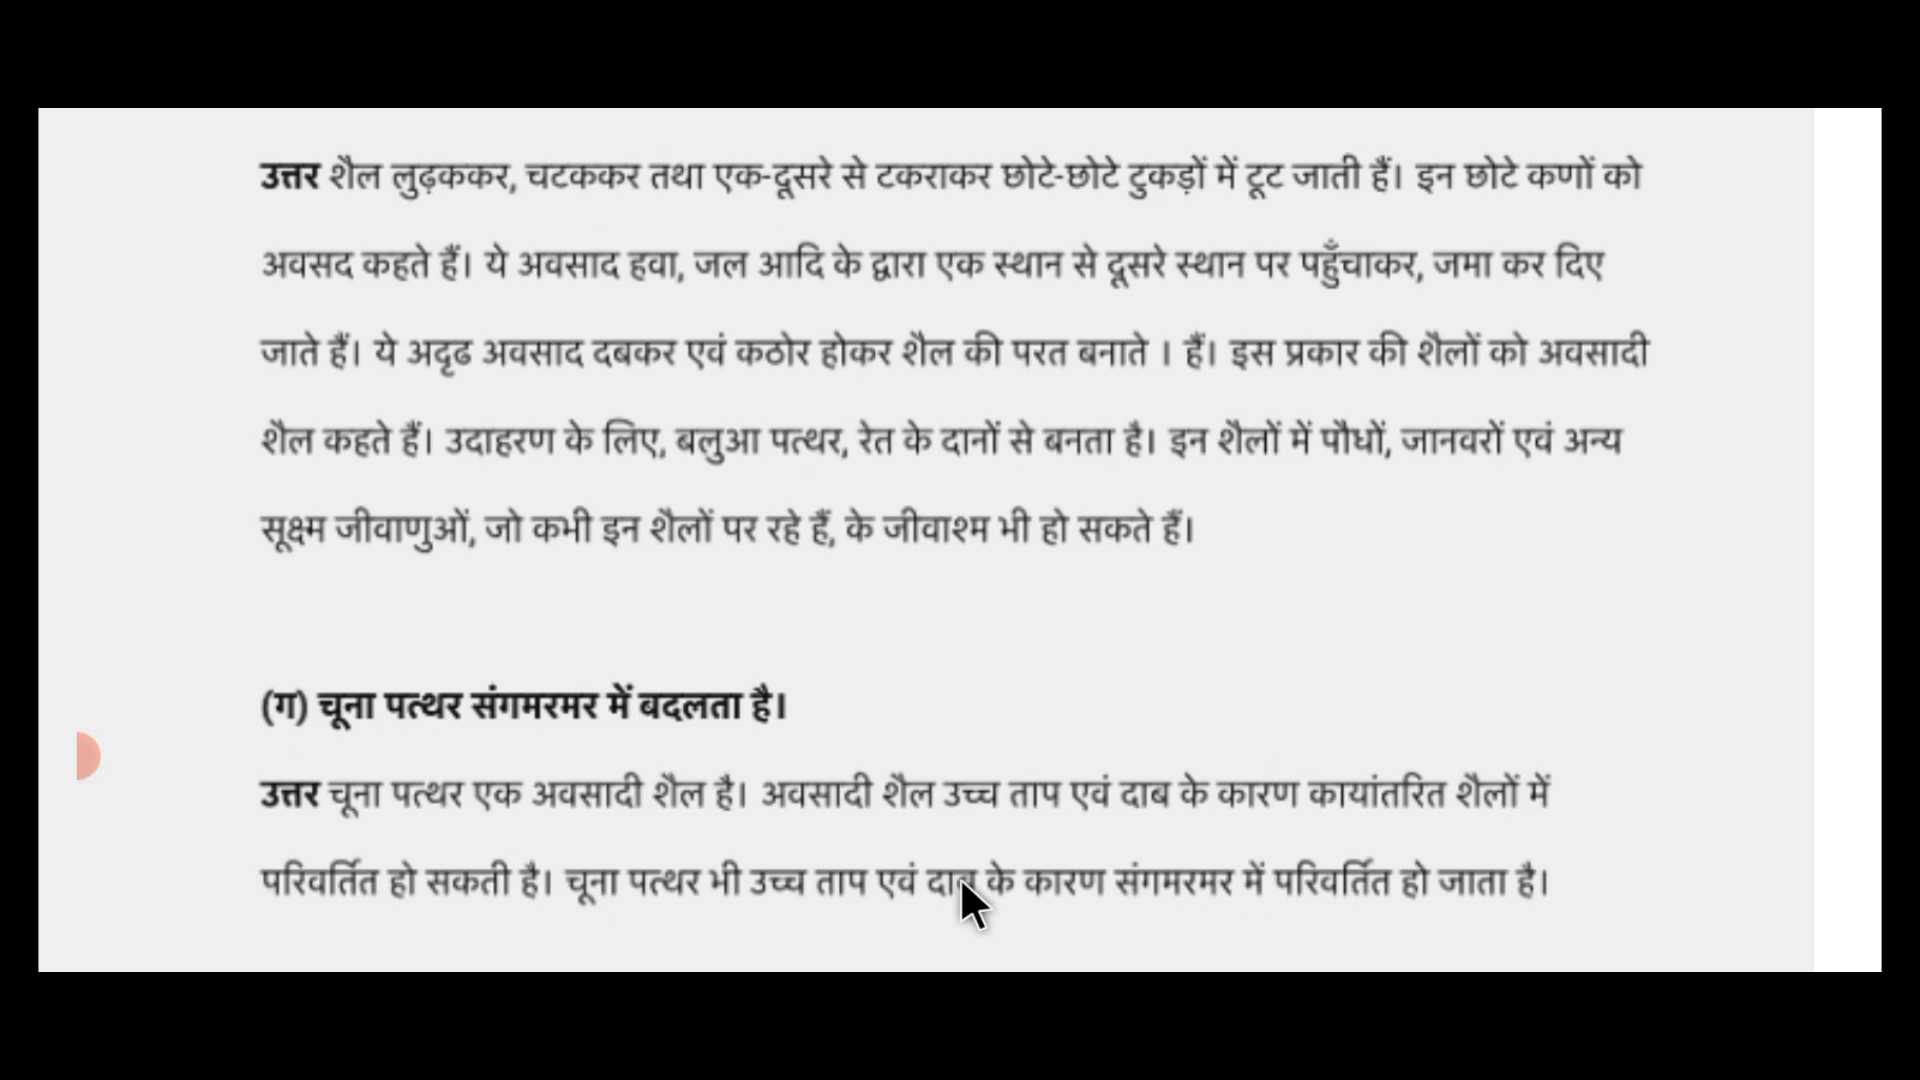 उत्तर शैल लुढ़ककर, चटककर तथा एक-दूसरे से टकराकर छोटे-छोटे टुकड़ों में टूट जाती हैं। इन छोटे कणों को
अवसद कहते हैं। ये अवसाद हवा, जल आदि के द्वारा एक स्थान से दूसरे स्थान पर पहुँचाकर, जमा कर दिए
जाते हैं। ये अदृढ अवसाद दबकर एवं कठोर होकर शैल की परत बनाते । हैं। इस प्रकार की शैलों को अवसादी
शैल कहते हैं। उदाहरण के लिए, बलुआ पत्थर, रेत के दानों से बनता है। इन शैलों में पौधों, जानवरों एवं अन्य
सूक्ष्म जीवाणुओं, जो कभी इन शैलों पर रहे हैं, के जीवाश्म भी हो सकते हैं।
(ग) चूना पत्थर संगमरमर में बदलता है।
उत्तर चूना पत्थर एक अवसादी शैल है। अवसादी शैल उच्च ताप एवं दाब के कारण कायांतरित शैलों में
परिवर्तित हो सकती है। चूना पत्थर भी उच्च ताप एवं दाब के कारण संगमरमर में परिवर्तित हो जाता है।